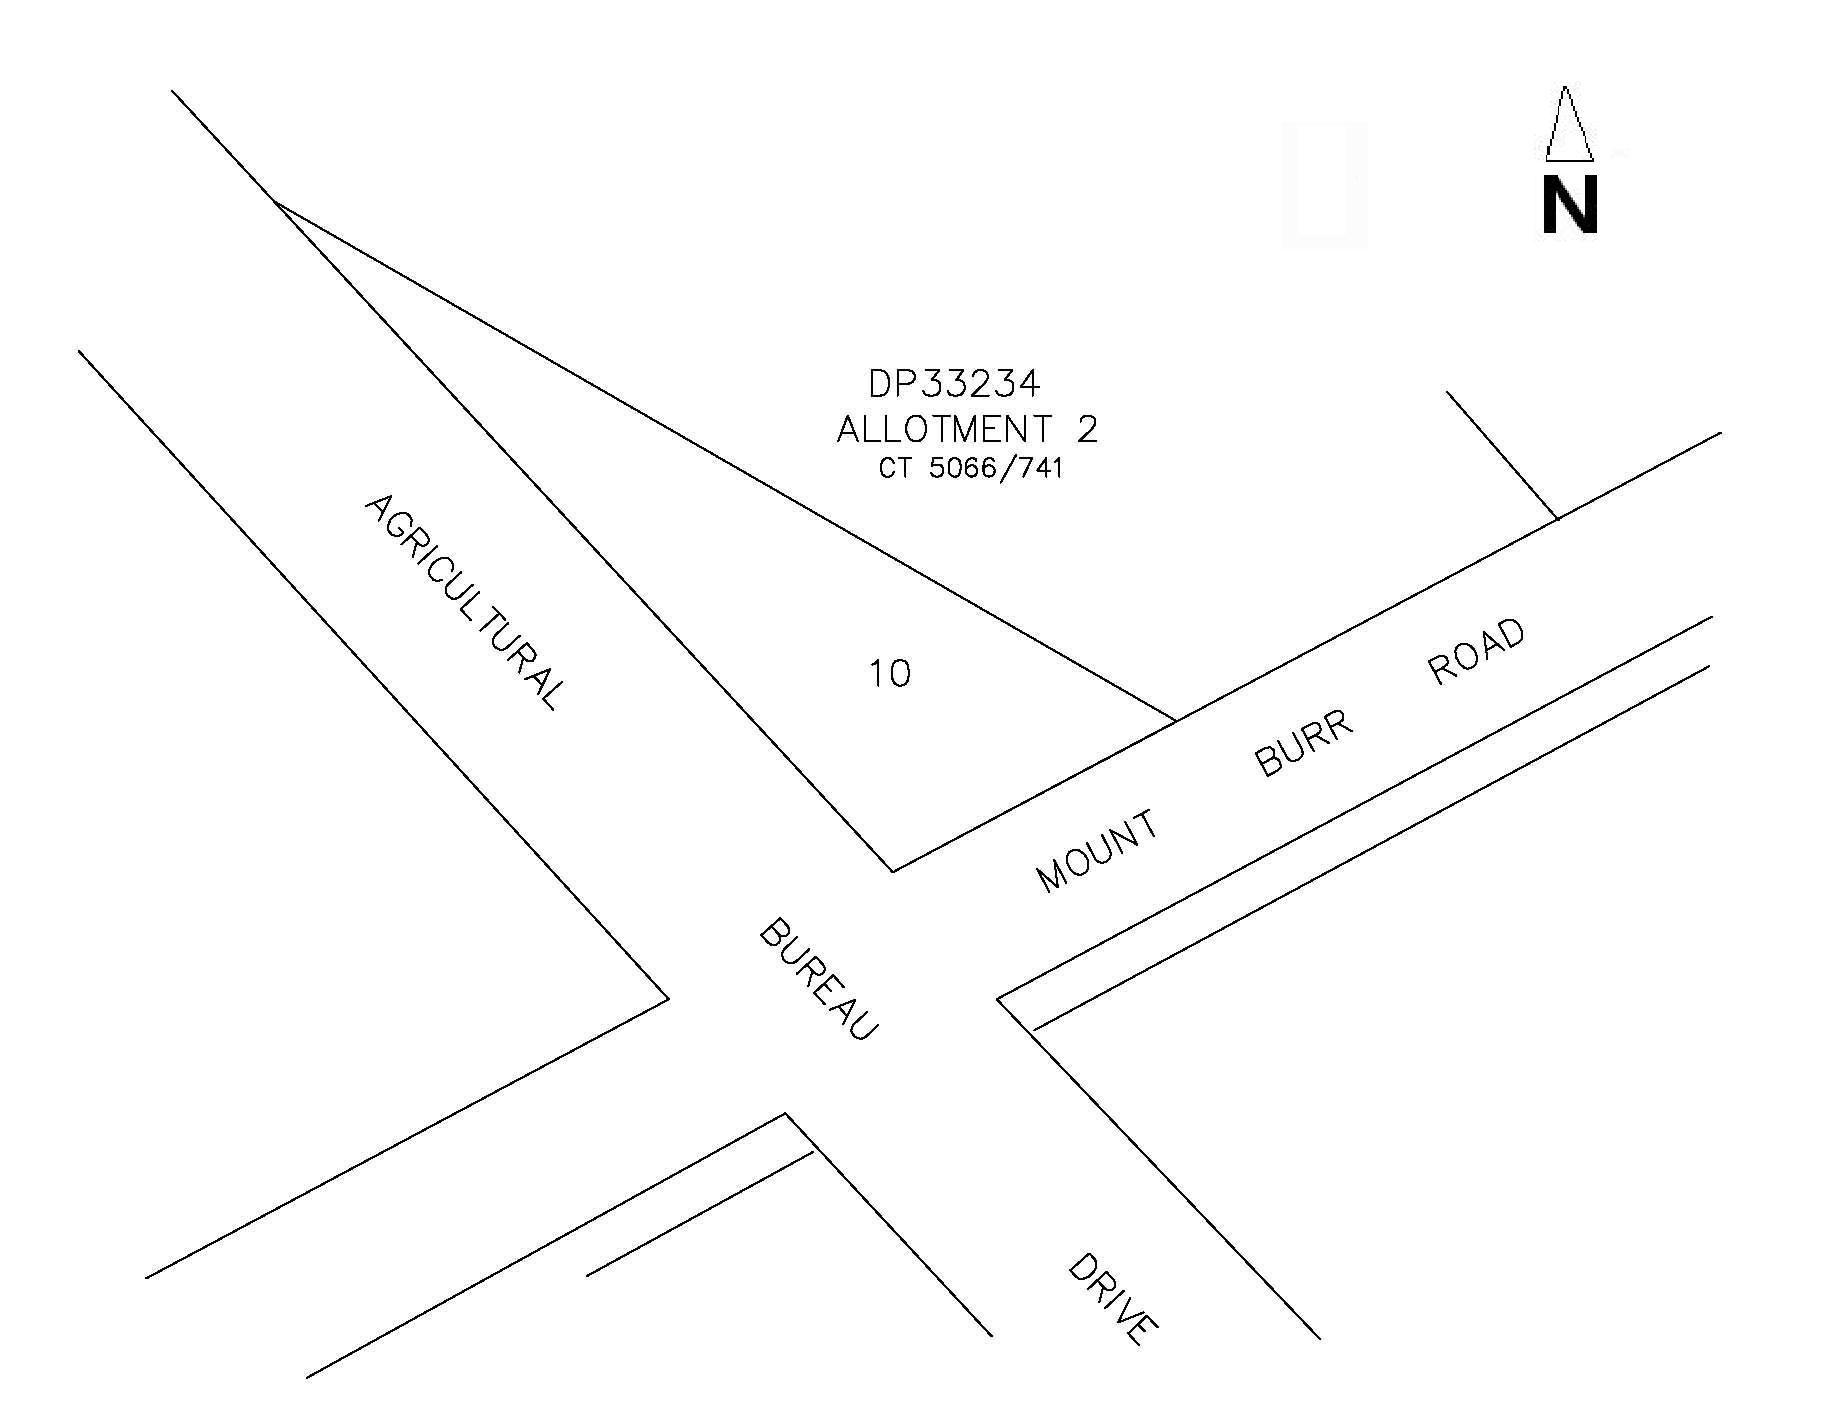 N
DP33234
ALLOTMENT 2
CT 5066/741
10
AGRICULTURAL BUREAU DRIVE
MOUNT BURR ROAD